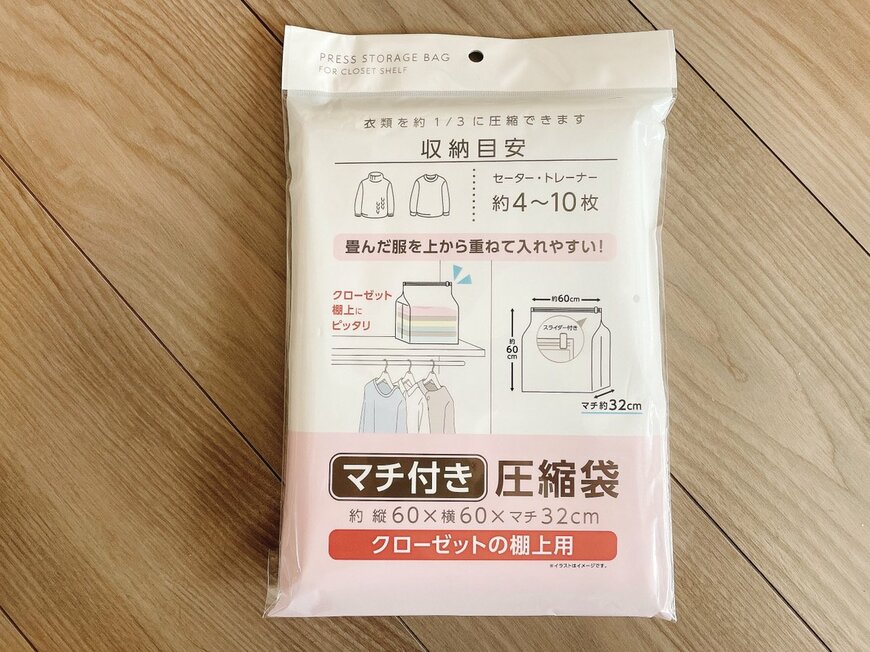 PRESS STORAGE BAG
FOR CLOSET SHELF
衣類を約1/3に圧縮できます
収納目安
セーター・トレーナー
約4～10枚
畳んだ服を上から重ねて入れやすい!
クローゼット
棚上に
ピッタリ
約60cm
スライダー付き
約60cm
マチ約32cm
マチ付き 圧縮袋
約 縦60×横60×マチ32cm
クローゼットの棚上用
※イラストはイメージです。